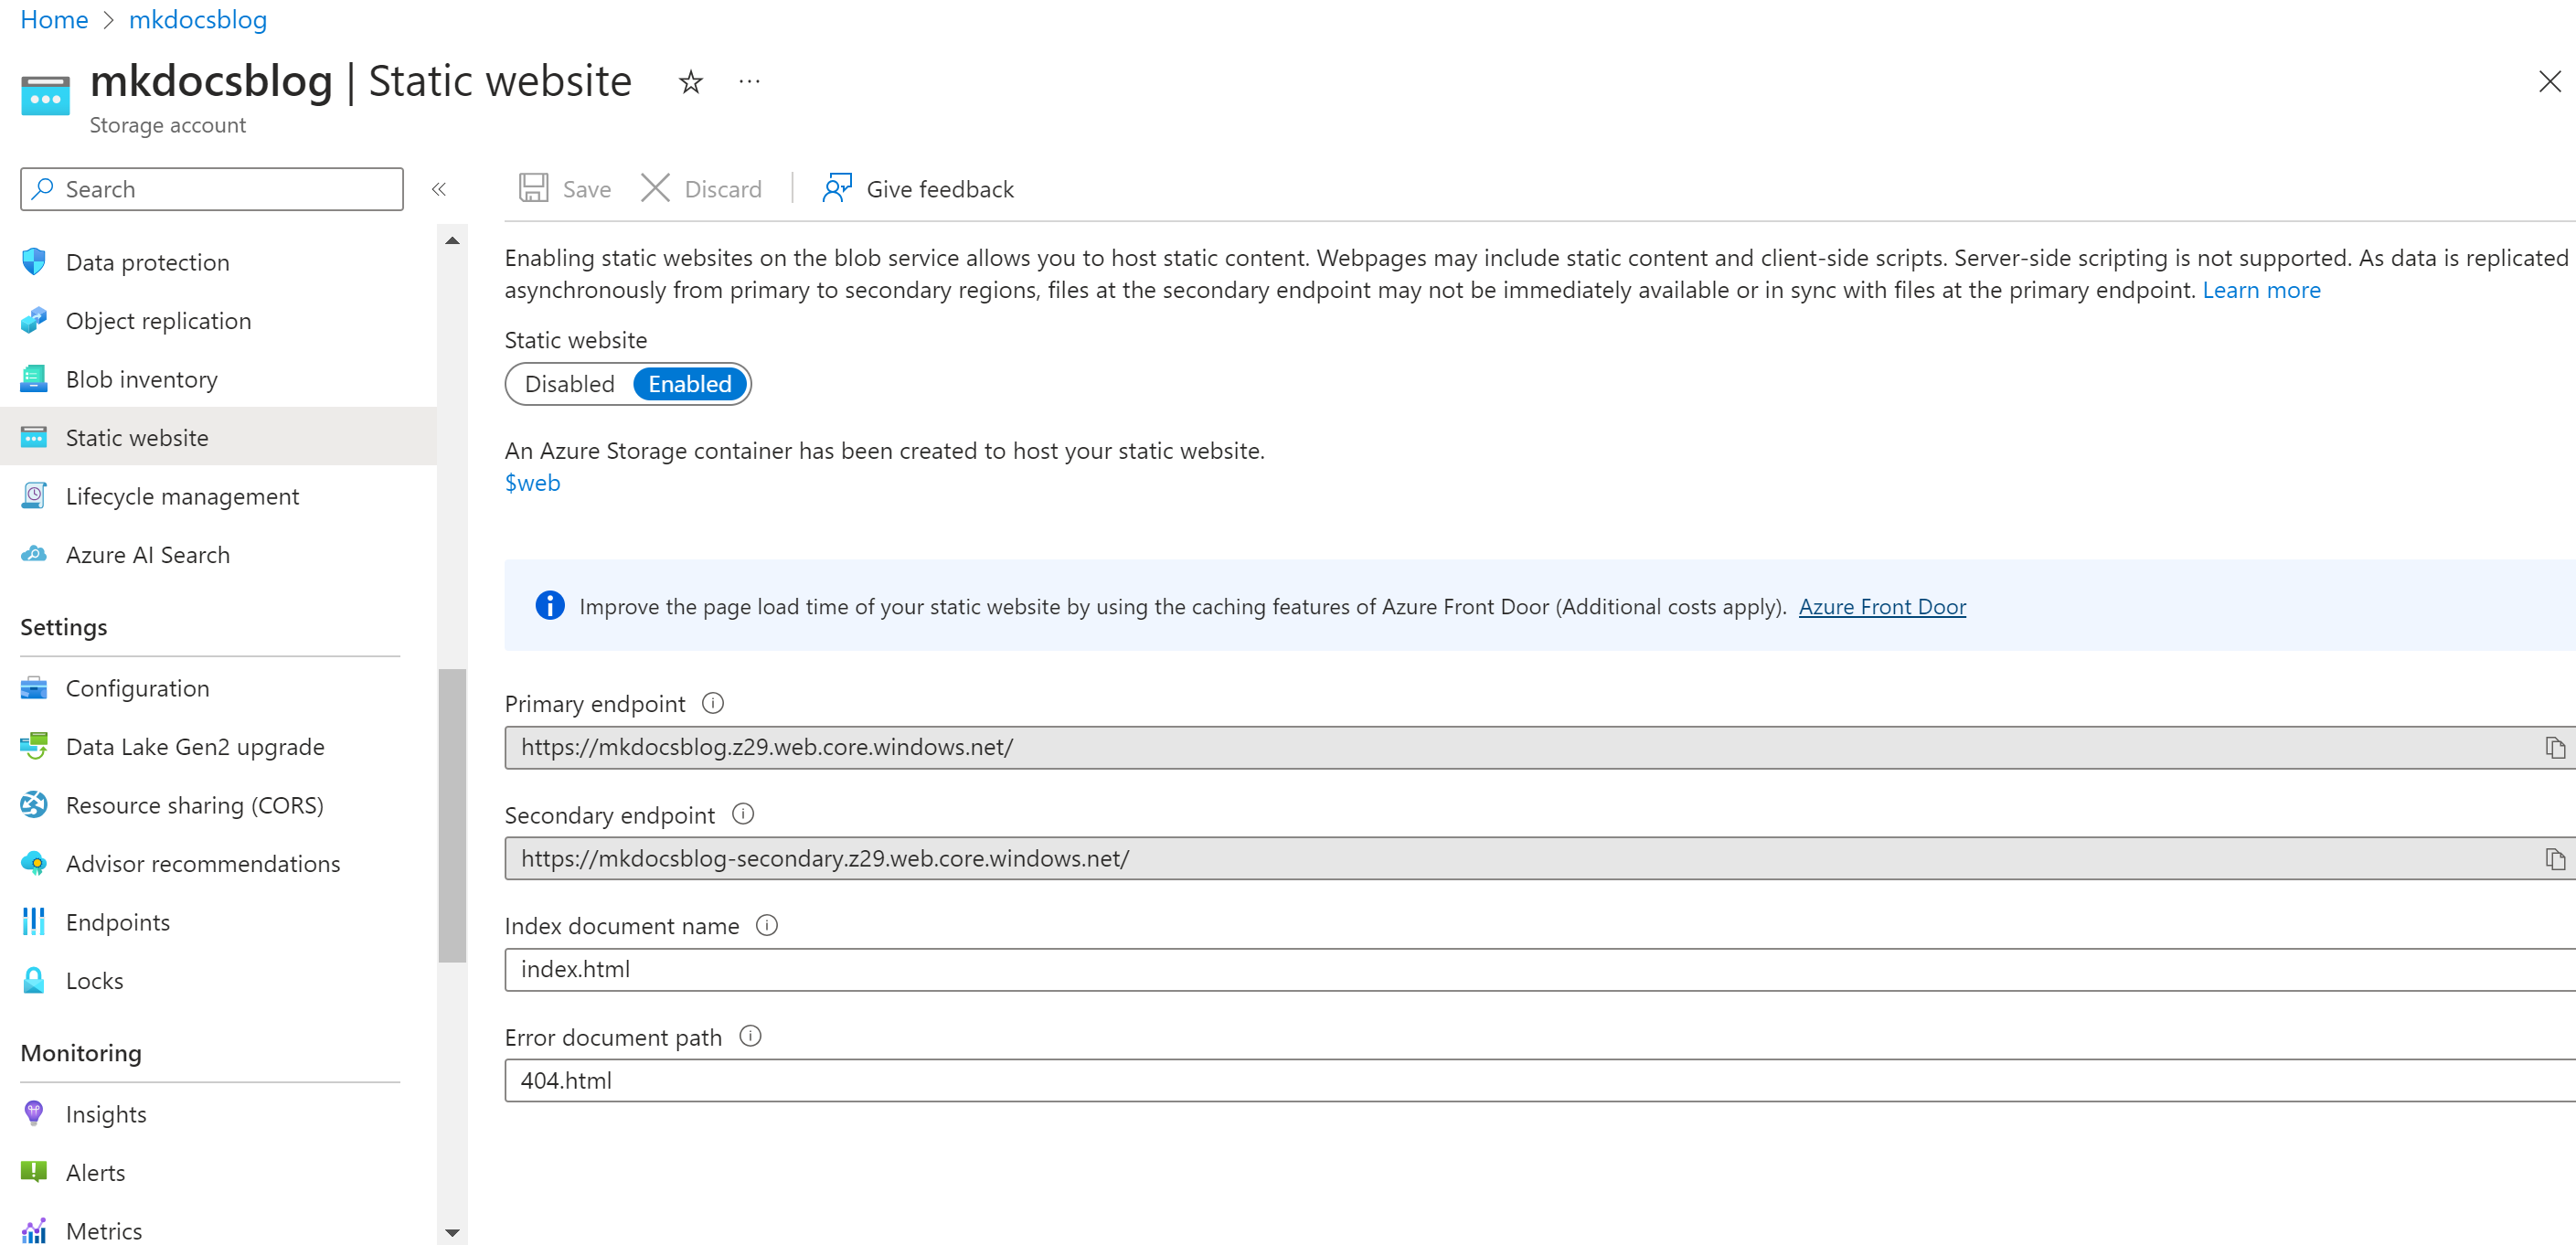 Home > mkdocsblog
mkdocsblog | Static website
Storage account
Search
Data protection
Object replication
Blob inventory
Static website
Lifecycle management
Azure AI Search
Settings
Configuration
Data Lake Gen2 upgrade
Resource sharing (CORS)
Advisor recommendations
Endpoints
Locks
Monitoring
Insights
Alerts
Metrics
Save Discard Give feedback
Enabling static websites on the blob service allows you to host static content. Webpages may include static content and client-side scripts. Server-side scripting is not supported. As data is replicated
asynchronously from primary to secondary regions, files at the secondary endpoint may not be immediately available or in sync with files at the primary endpoint. Learn more
Static website
Disabled Enabled
An Azure Storage container has been created to host your static website.
$web
Improve the page load time of your static website by using the caching features of Azure Front Door (Additional costs apply). Azure Front Door
Primary endpoint
https://mkdocsblog.z29.web.core.windows.net/
Secondary endpoint
https://mkdocsblog-secondary.z29.web.core.windows.net/
Index document name
index.html
Error document path
404.html